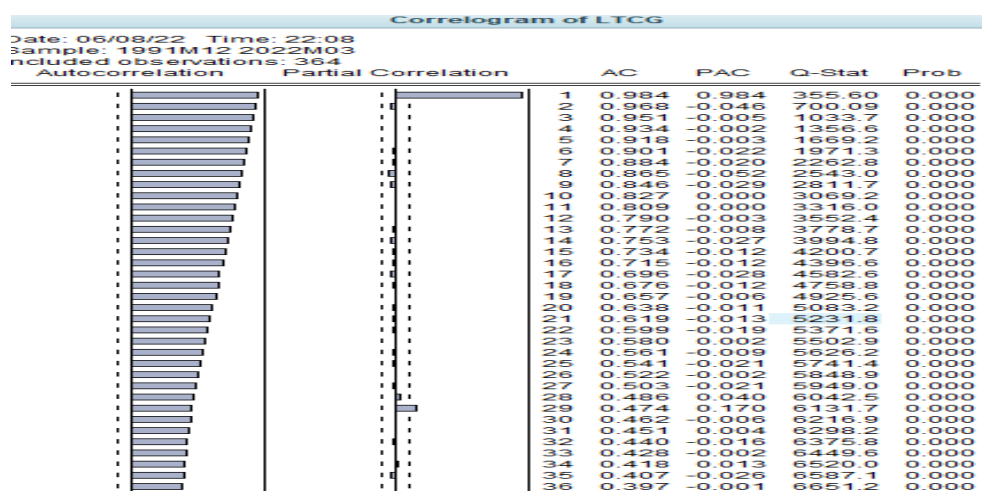 Correlogram of LTCG
Date: 06/08/22 Time: 22:08
Sample: 1991M12 2022M03
Included observations: 364
Autocorrelation Partial Correlation AC PAC Q-Stat Prob
1 0.984 0.984 355.60 0.000
2 0.968 -0.046 700.09 0.000
3 0.951 -0.005 1033.7 0.000
4 0.934 -0.002 1356.6 0.000
5 0.918 -0.003 1669.2 0.000
6 0.901 -0.022 1971.3 0.000
7 0.884 -0.020 2262.8 0.000
8 0.865 -0.052 2543.0 0.000
9 0.846 -0.029 2811.7 0.000
10 0.827 0.000 3069.2 0.000
11 0.809 0.000 3316.0 0.000
12 0.790 -0.003 3552.4 0.000
13 0.772 -0.008 3778.7 0.000
14 0.753 -0.027 3994.8 0.000
15 0.734 -0.012 4200.7 0.000
16 0.715 -0.012 4396.6 0.000
17 0.696 -0.028 4582.6 0.000
18 0.676 -0.012 4758.8 0.000
19 0.657 -0.006 4925.6 0.000
20 0.638 -0.011 5083.2 0.000
21 0.619 -0.013 5231.8 0.000
22 0.599 -0.019 5371.6 0.000
23 0.580 0.002 5502.9 0.000
24 0.561 -0.009 5626.2 0.000
25 0.541 -0.021 5741.4 0.000
26 0.522 -0.002 5848.9 0.000
27 0.503 -0.021 5949.0 0.000
28 0.486 0.040 6042.5 0.000
29 0.474 0.170 6131.7 0.000
30 0.462 -0.006 6216.9 0.000
31 0.451 0.004 6298.2 0.000
32 0.440 -0.016 6375.8 0.000
33 0.428 -0.002 6449.6 0.000
34 0.418 0.013 6520.0 0.000
35 0.407 -0.026 6587.1 0.000
36 0.397 -0.001 6651.2 0.000